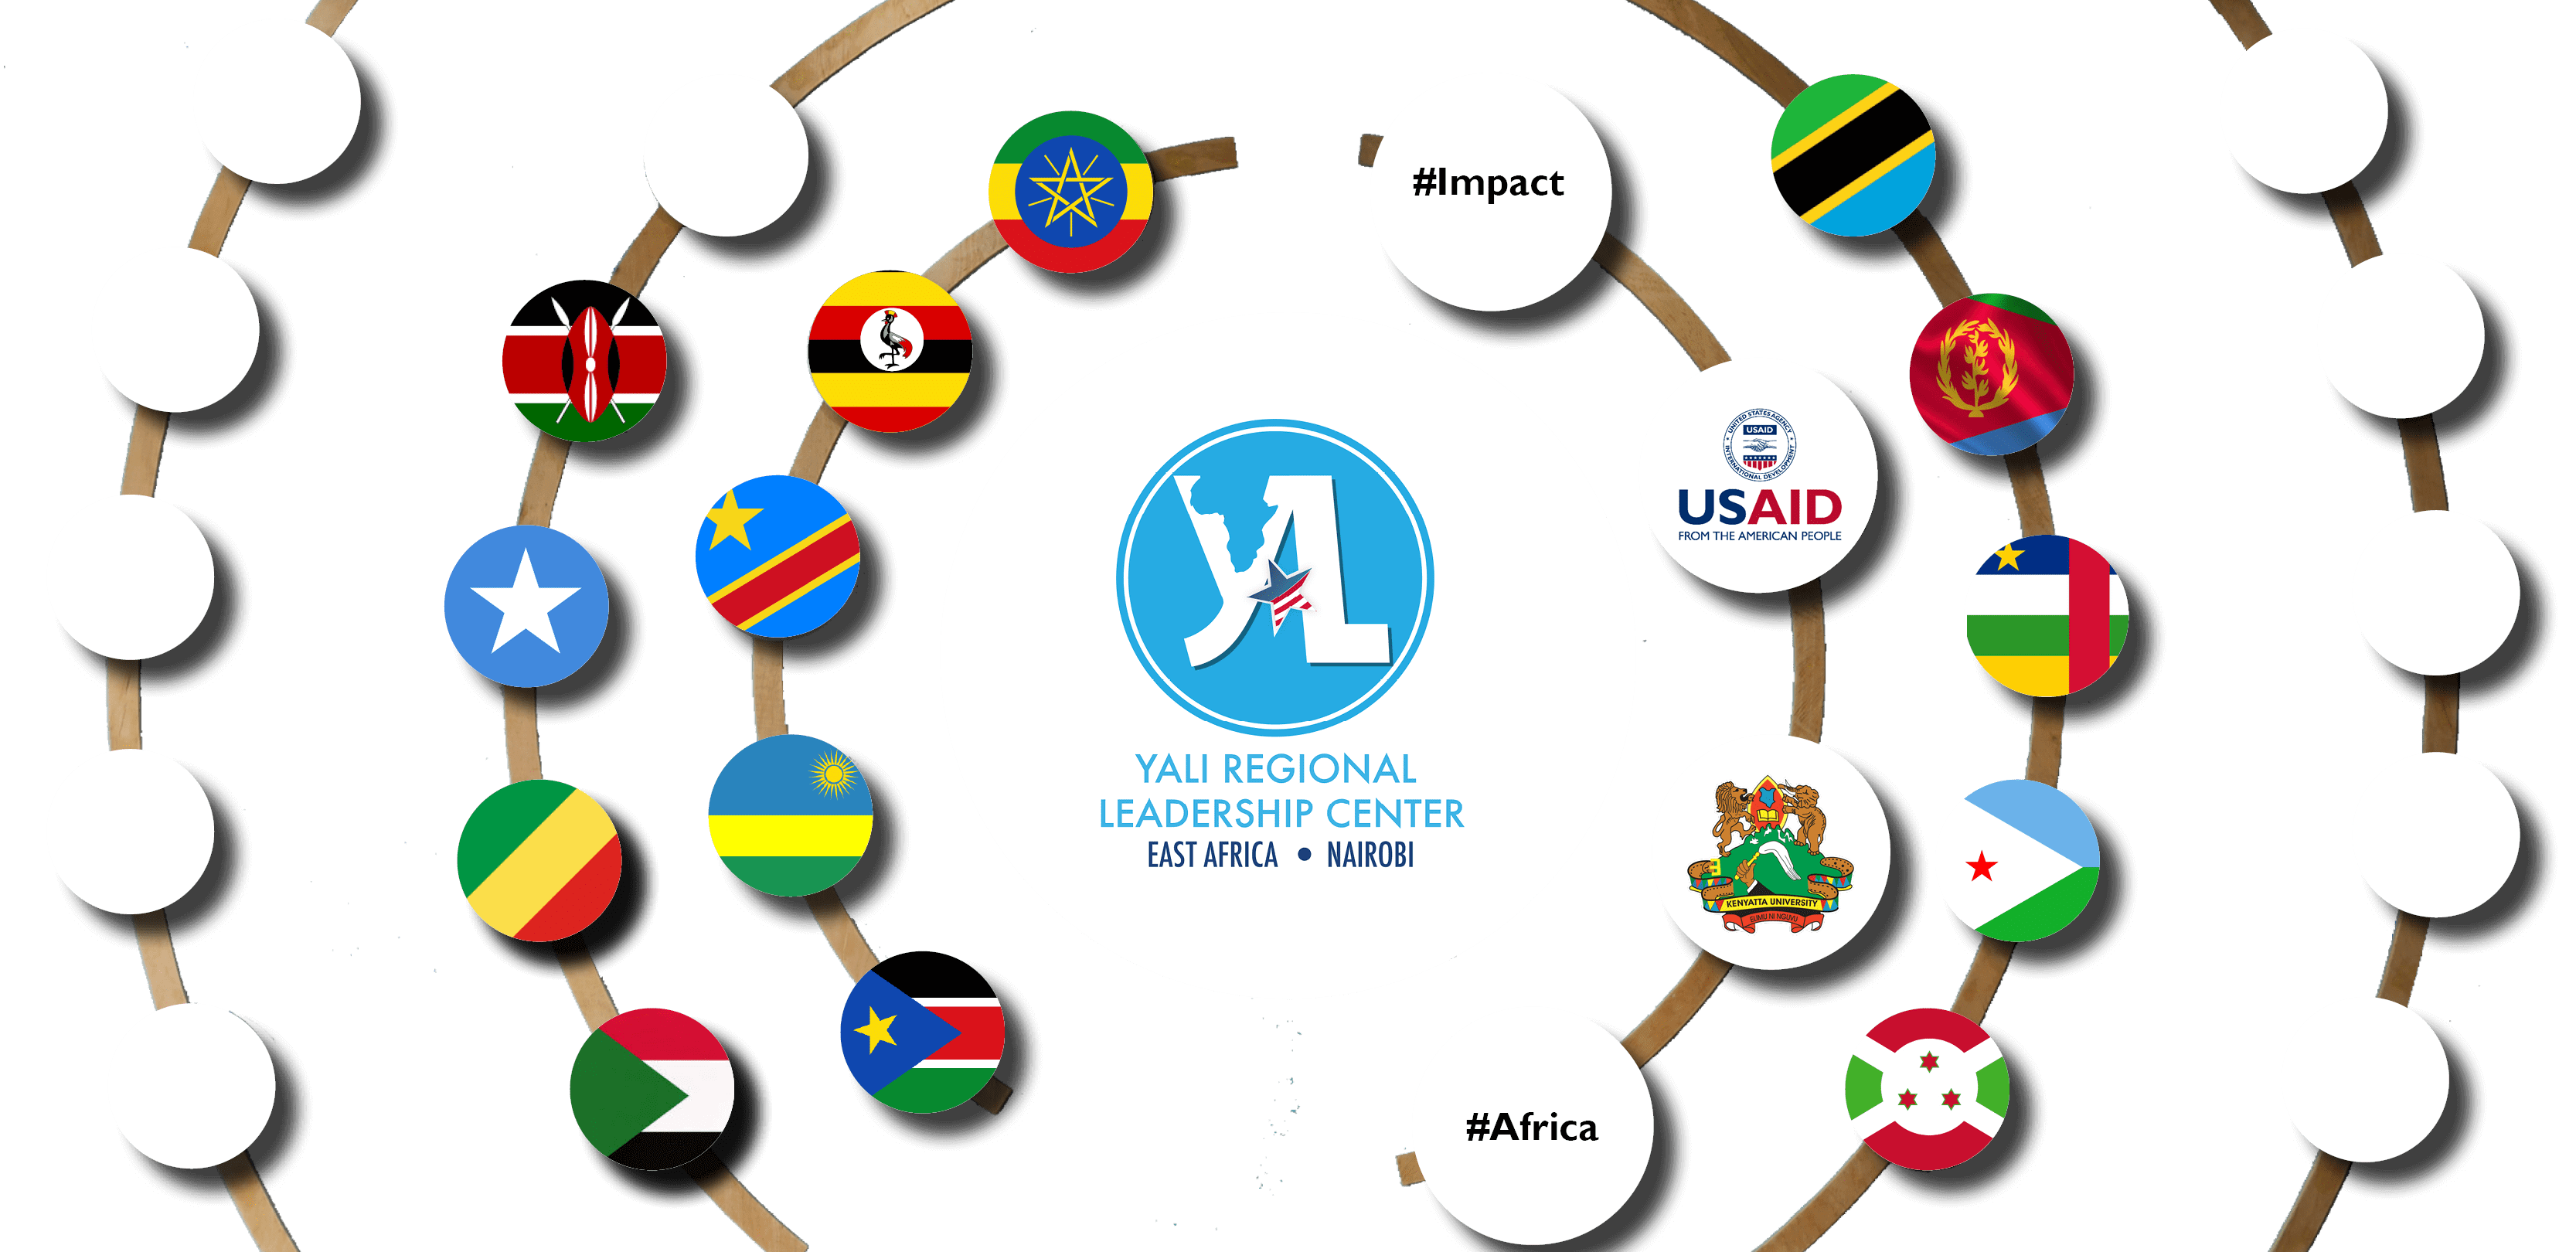 #Impact
UNITED STATES AGENCY
USAID
INTERNATIONAL DEVELOPMENT
USAID
FROM THE AMERICAN PEOPLE
YALI REGIONAL
LEADERSHIP CENTER
EAST AFRICA • NAIROBI
KENYATTA UNIVERSITY
ELIMU NI NGUVU
#Africa